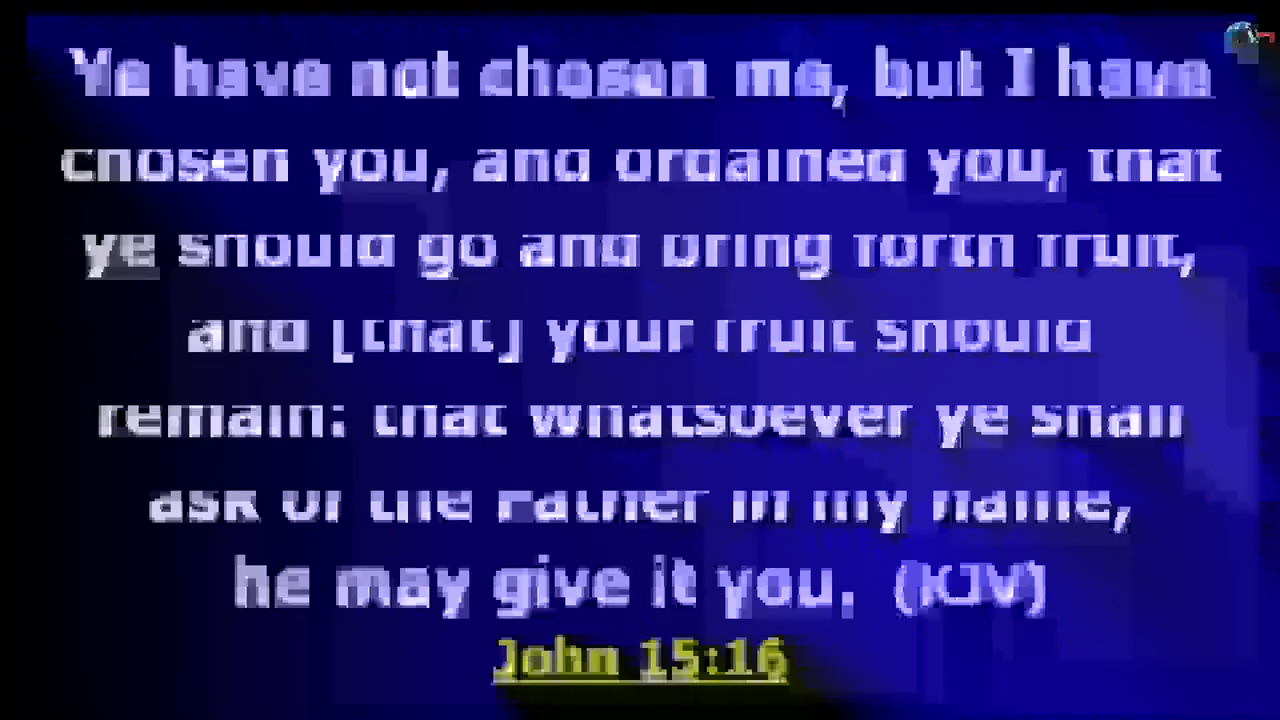 Ye have not chosen me, but I have
chosen you, and ordained you, that
ye should go and bring forth fruit,
and [that] your fruit should
remain: that whatsoever ye shall
ask of the Father in my name,
he may give it you. (KJV)
John 15:16